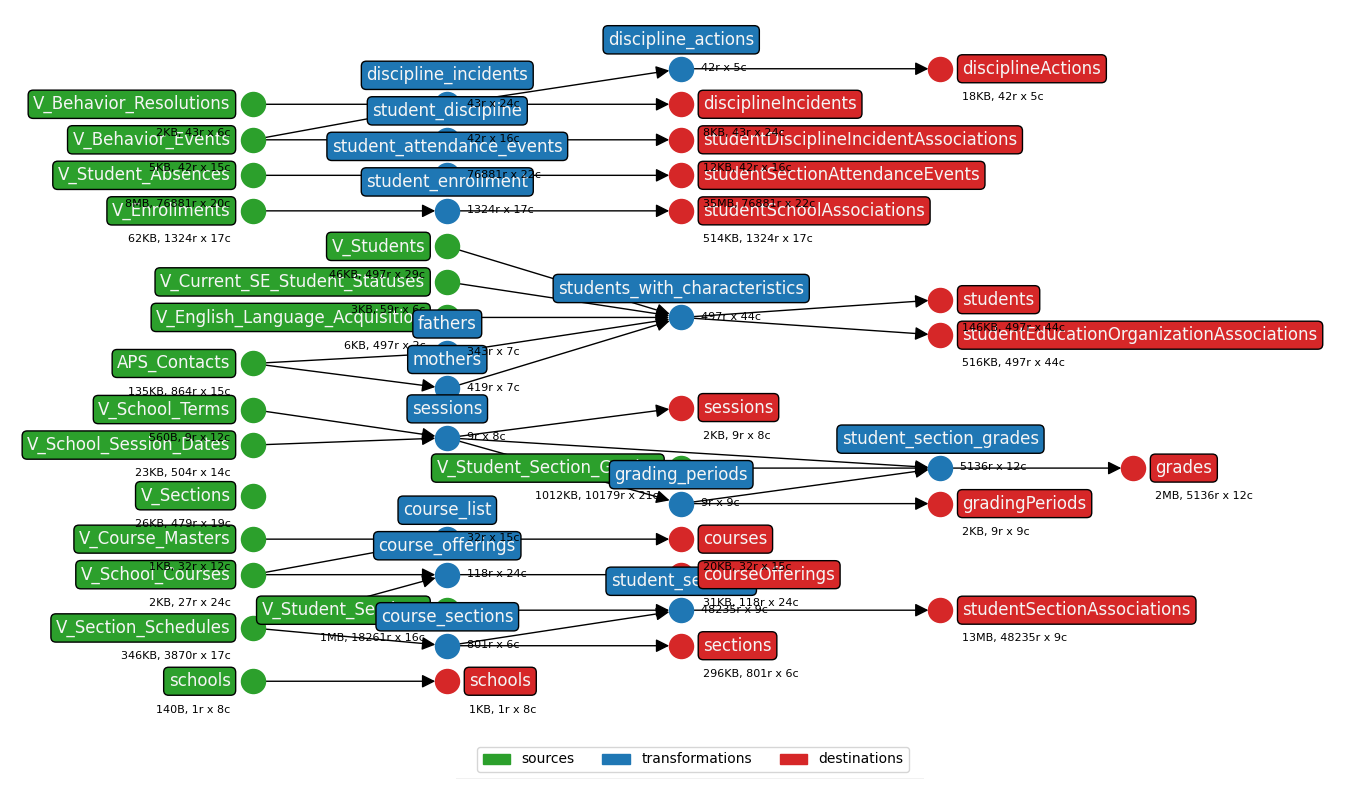 discipline_actions
42r x 5c
disciplineActions
18KB, 42r x 5c
discipline_incidents
V_Behavior_Resolutions
2KB, 43r x 6c
43r x 24c
disciplineIncidents
8KB, 43r x 24c
student_discipline
V_Behavior_Events
5KB, 42r x 15c
42r x 16c
studentDisciplineIncidentAssociations
12KB, 42r x 16c
student_attendance_events
V_Student_Absences
8MB, 76881r x 20c
76881r x 22c
studentSectionAttendanceEvents
35MB, 76881r x 22c
student_enrollment
V_Enrollments
62KB, 1324r x 17c
1324r x 17c
studentSchoolAssociations
514KB, 1324r x 17c
V_Students
46KB, 497r x 29c
V_Current_SE_Student_Statuses
3KB, 59r x 6c
students_with_characteristics
497r x 44c
students
146KB, 497r x 44c
V_English_Language_Acquisitio
6KB, 497r x 2c
studentEducationOrganizationAssociations
516KB, 497r x 44c
fathers
343r x 7c
APS_Contacts
135KB, 864r x 15c
mothers
419r x 7c
V_School_Terms
560B, 9r x 12c
sessions
9r x 8c
sessions
2KB, 9r x 8c
V_School_Session_Dates
23KB, 504r x 14c
student_section_grades
5136r x 12c
grades
2MB, 5136r x 12c
V_Student_Section_G
1012KB, 10179r x 21c
grading_periods
9r x 9c
gradingPeriods
2KB, 9r x 9c
V_Sections
26KB, 479r x 19c
course_list
V_Course_Masters
1KB, 32r x 12c
32r x 15c
courses
20KB, 32r x 15c
course_offerings
V_School_Courses
2KB, 27r x 24c
118r x 24c
courseOfferings
31KB, 118r x 24c
V_Student_Se
1MB, 18261r x 16c
student_se
48235r x 9c
studentSectionAssociations
13MB, 48235r x 9c
V_Section_Schedules
346KB, 3870r x 17c
course_sections
801r x 6c
sections
296KB, 801r x 6c
schools
140B, 1r x 8c
schools
1KB, 1r x 8c
sources
transformations
destinations